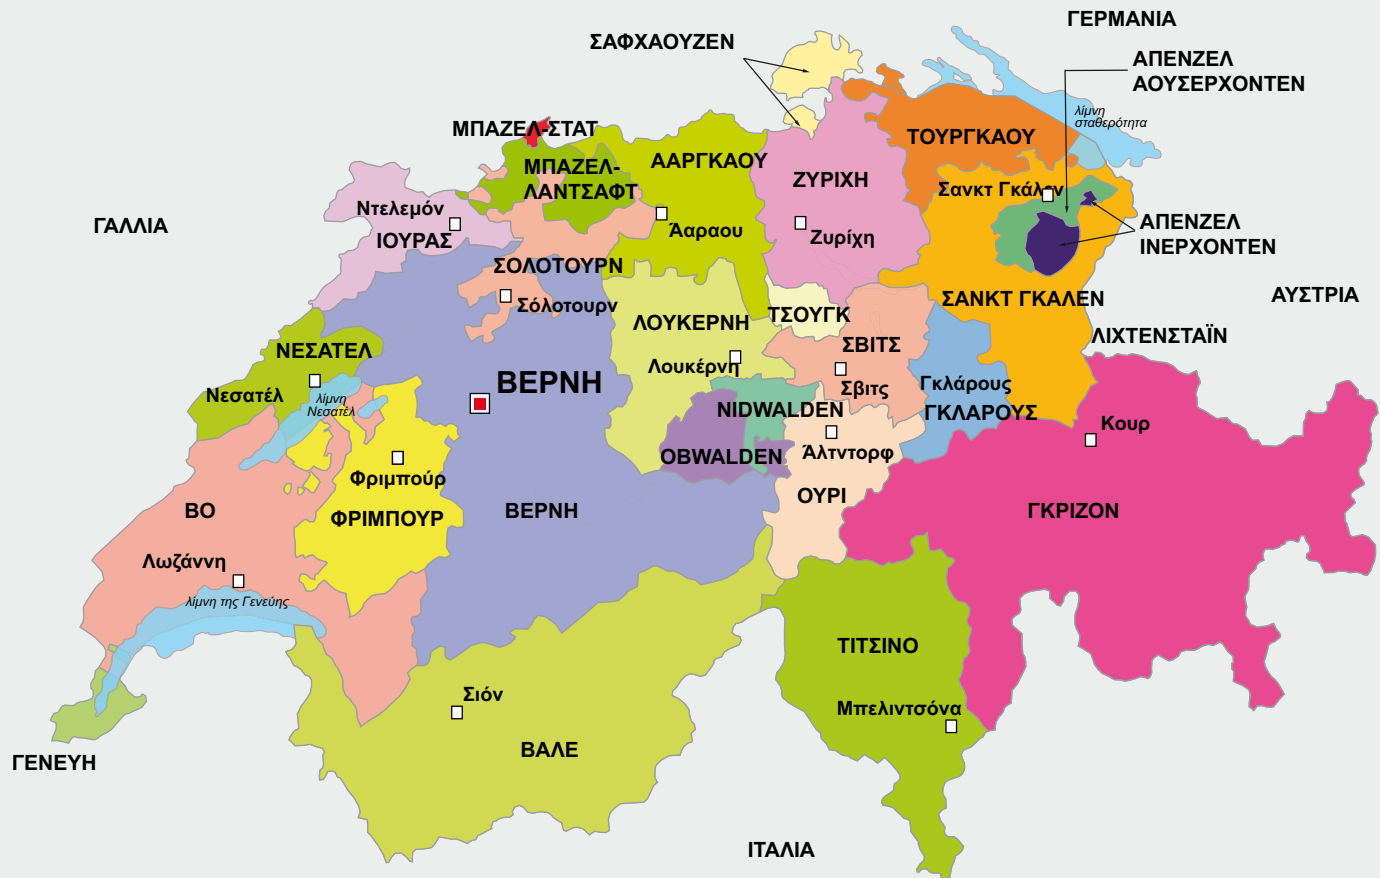 ΓΕΡΜΑΝΙΑ
ΣΑΦΧΑΟΥΖΕΝ
ΑΠΕΝΖΕΛ
ΑΟΥΣΕΡΧΟΝΤΕΝ
λίμνη
σταθερότητα
ΜΠΑΖΕΛ-ΣΤΑΤ
ΤΟΥΡΓΚΑΟΥ
ΜΠΑΖΕΛ-
ΛΑΝΤΣΑΦΤ
ΑΑΡΓΚΑΟΥ
ΖΥΡΙΧΗ
Σανκτ Γκάλεν
Ντελεμόν
ΙΟΥΡΑΣ
ΓΑΛΛΙΑ
Άαραου
Ζυρίχη
ΑΠΕΝΖΕΛ
ΙΝΕΡΧΟΝΤΕΝ
ΣΟΛΟΤΟΥΡΝ
Σόλοτουρν
ΣΑΝΚΤ ΓΚΑΛΕΝ
ΑΥΣΤΡΙΑ
ΛΟΥΚΕΡΝΗ
ΤΣΟΥΓΚ
ΛΙΧΤΕΝΣΤΑΪΝ
ΝΕΣΑΤΕΛ
ΣΒΙΤΣ
Λουκέρνη
Νεσατέλ
λίμνη
Νεσατέλ
ΒΕΡΝΗ
Σβιτς
Γκλάρους
ΓΚΛΑΡΟΥΣ
NIDWALDEN
Κουρ
OBWALDEN
Άλτντορφ
Φριμπούρ
ΟΥΡΙ
ΒΟ
ΦΡΙΜΠΟΥΡ
ΒΕΡΝΗ
ΓΚΡΙΖΟΝ
Λωζάννη
λίμνη της Γενεύης
ΤΙΤΣΙΝΟ
Σιόν
Μπελιντσόνα
ΒΑΛΕ
ΓΕΝΕΥΗ
ΙΤΑΛΙΑ